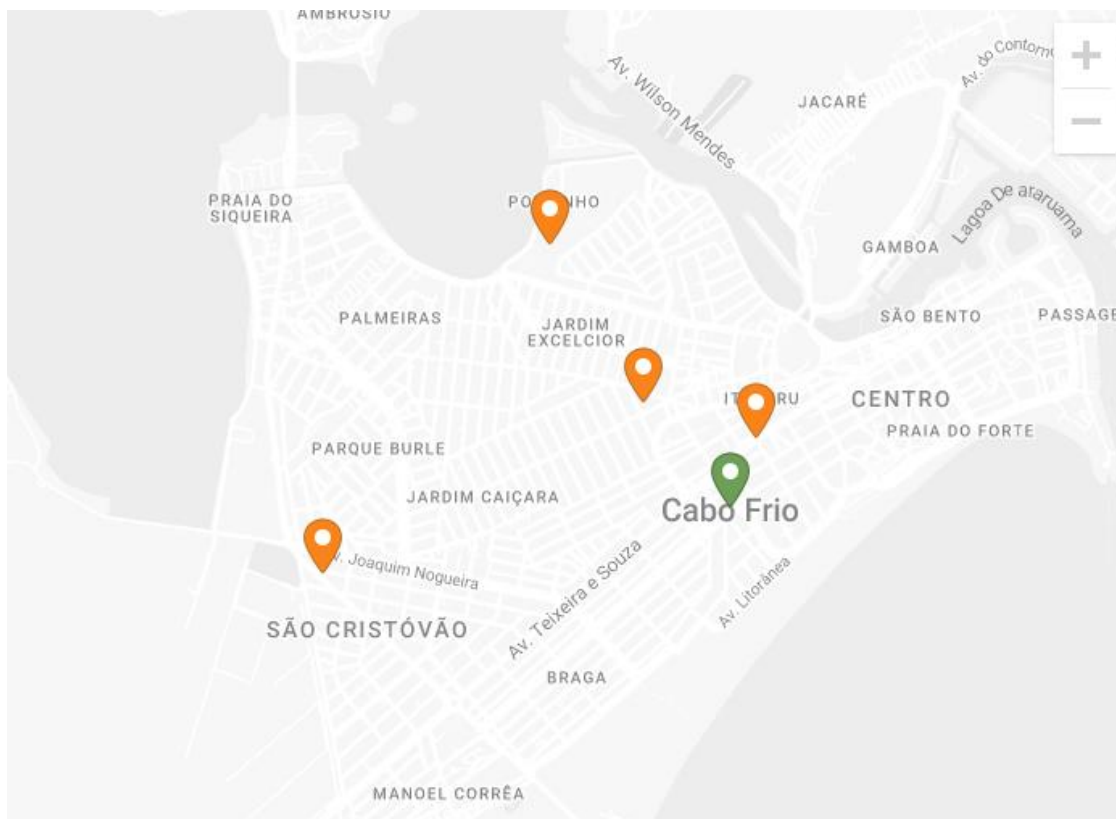 AMBRÓSIO
Av. Wilson Mendes
JACARÉ
Av. do Contorno
+
−
PRAIA DO
SIQUEIRA
Lagoa De araruama
GAMBOA
PALMEIRAS
JARDIM
EXCELCIOR
SÃO BENTO
PASSAGE
CENTRO
PRAIA DO FORTE
PARQUE BURLE
JARDIM CAIÇARA
Cabo Frio
Av. Joaquim Nogueira
Av. Teixeira e Souza
Av. Litorânea
SÃO CRISTÓVÃO
BRAGA
MANOEL CORRÊA